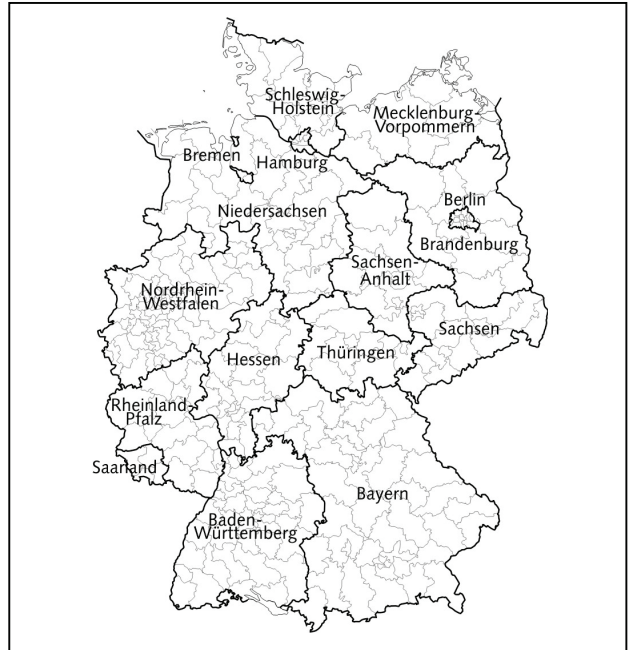 Schleswig-
Holstein
Mecklenburg-
Vorpommern
Bremen
Hamburg
Berlin
Niedersachsen
Brandenburg
Sachsen-
Anhalt
Nordrhein-
Westfalen
Sachsen
Hessen
Thüringen
Rheinland-
Pfalz
Saarland
Bayern
Baden-
Württemberg